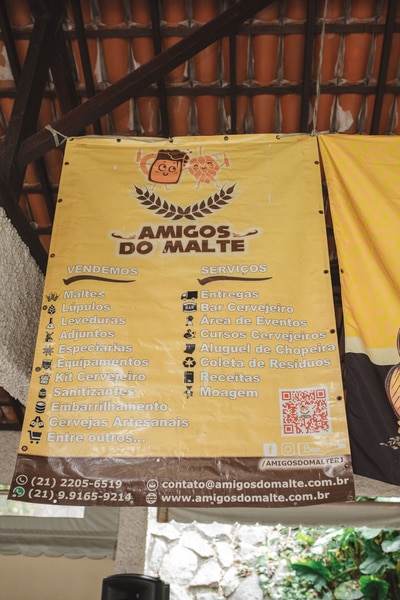 AMIGOS
DO MALTE
VENDEMOS
Maltes
Lúpulos
Leveduras
Adjuntos
Especiarias
Equipamentos
Kit Cervejeiro
Sanitizantes
Embarrilhamento
Cervejas Artesanais
Entre outros...
SERVIÇOS
Entregas
Bar Cervejeiro
Área de Eventos
Cursos Cervejeiros
Aluguel de Chopeira
Coleta de Resíduos
Receitas
Moagem
/AMIGOSDOMALTERJ
(21) 2205-6519
(21) 9.9165-9214
contato@amigosdomalte.com.br
www.amigosdomalte.com.br